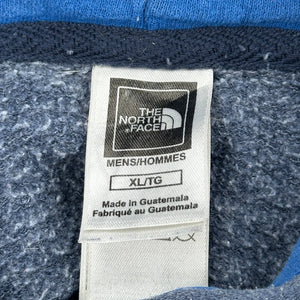 THE
NORTH
FACE
MENS/HOMMES
XL/TG
Made in Guatemala
Fabriqué au Guatemala